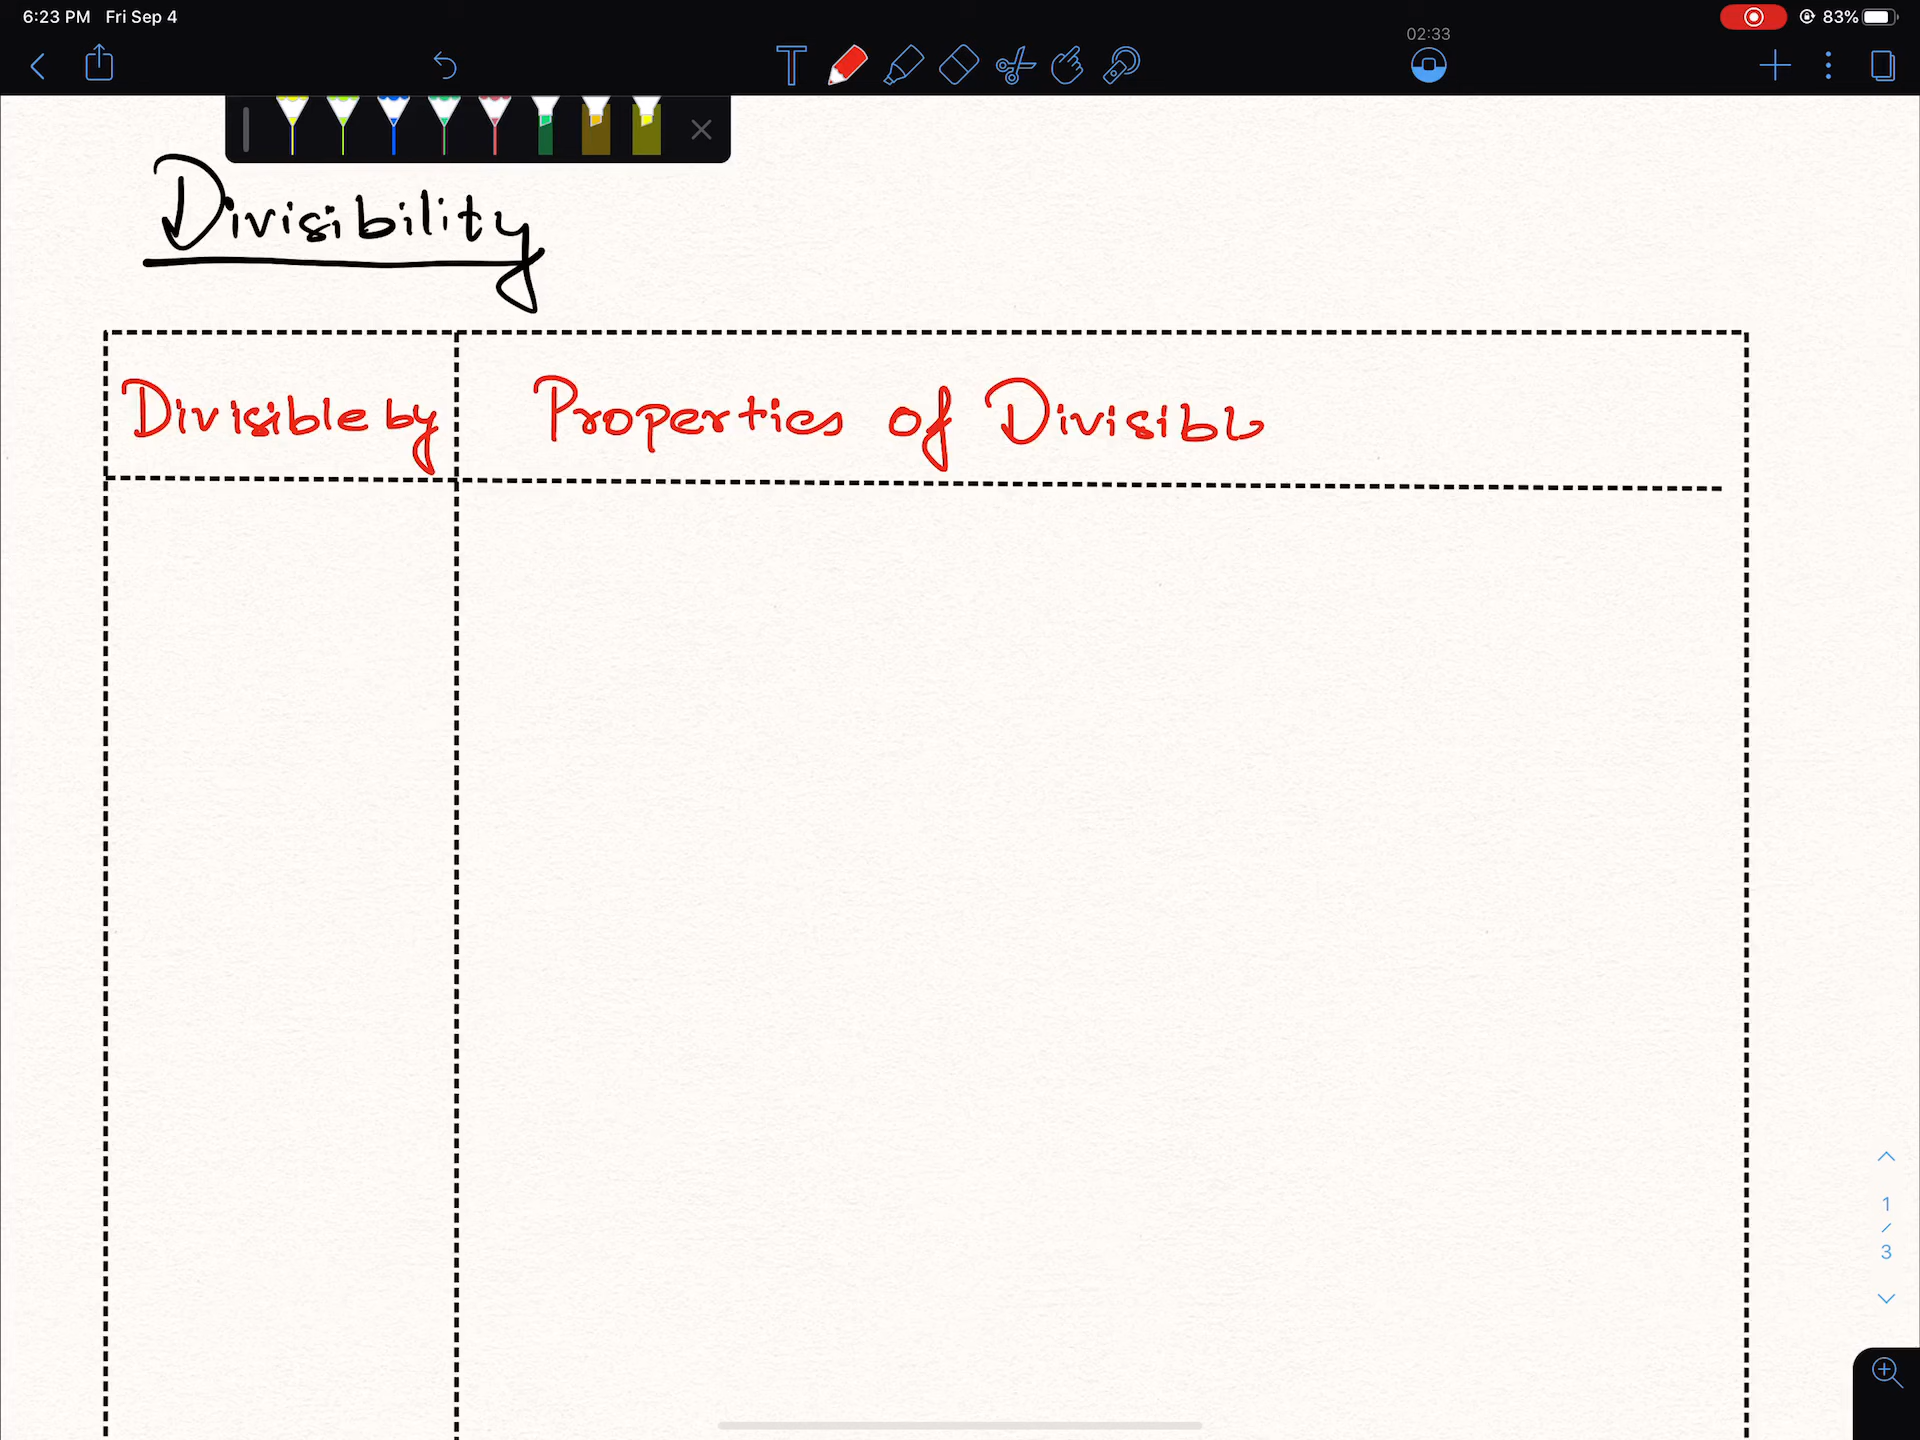 6:23 PM Fri Sep 4
83%
02:33
Divisibility
Divisible by
Properties of Divisibl
1
/
3